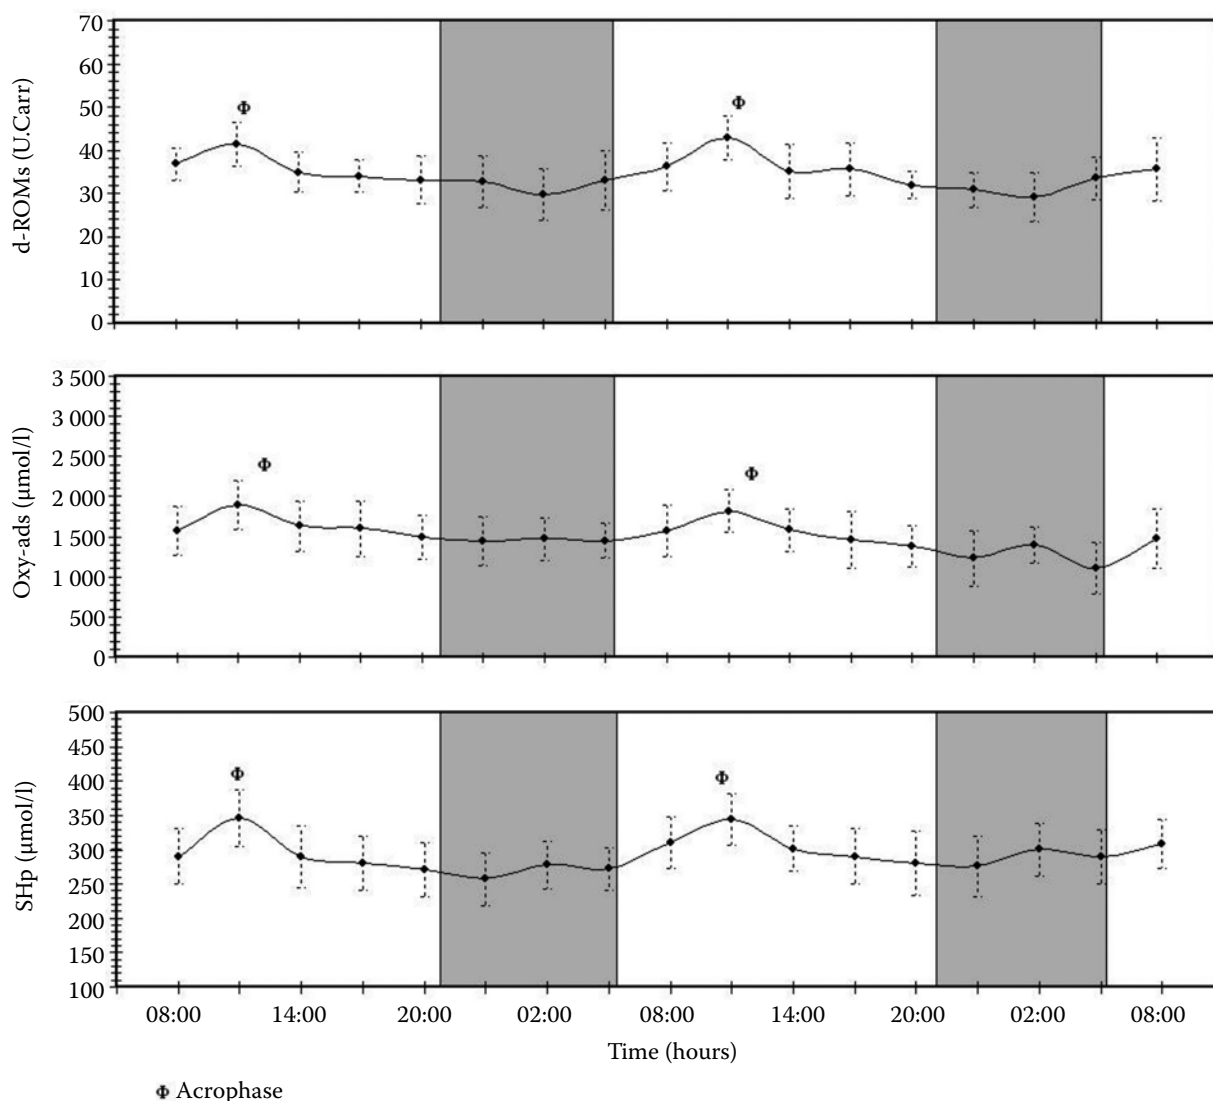 d-ROMs (U.Carr)
70
60
50
40
30
20
10
0
Φ
Φ
Oxy-ads (µmol/l)
3 500
3 000
2 500
2 000
1 500
1 000
500
0
Φ
Φ
SHp (µmol/l)
500
450
400
350
300
250
200
150
100
Φ
Φ
08:00 14:00 20:00 02:00 08:00 14:00 20:00 02:00 08:00
Time (hours)
Φ Acrophase